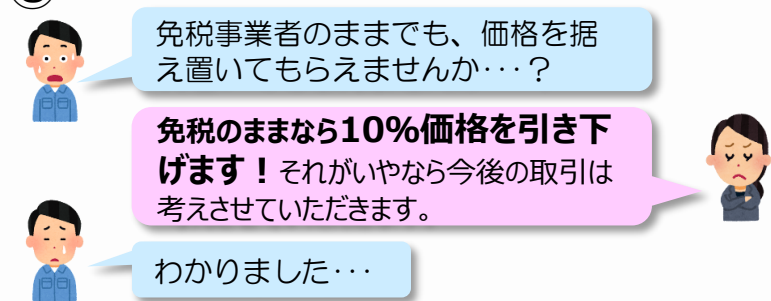 免税事業者のままでも、価格を据
え置いてもらえませんか･･･？
免税のままなら10％価格を引き下
げます！それがいやなら今後の取引は
考えさせていただきます。
わかりました･･･